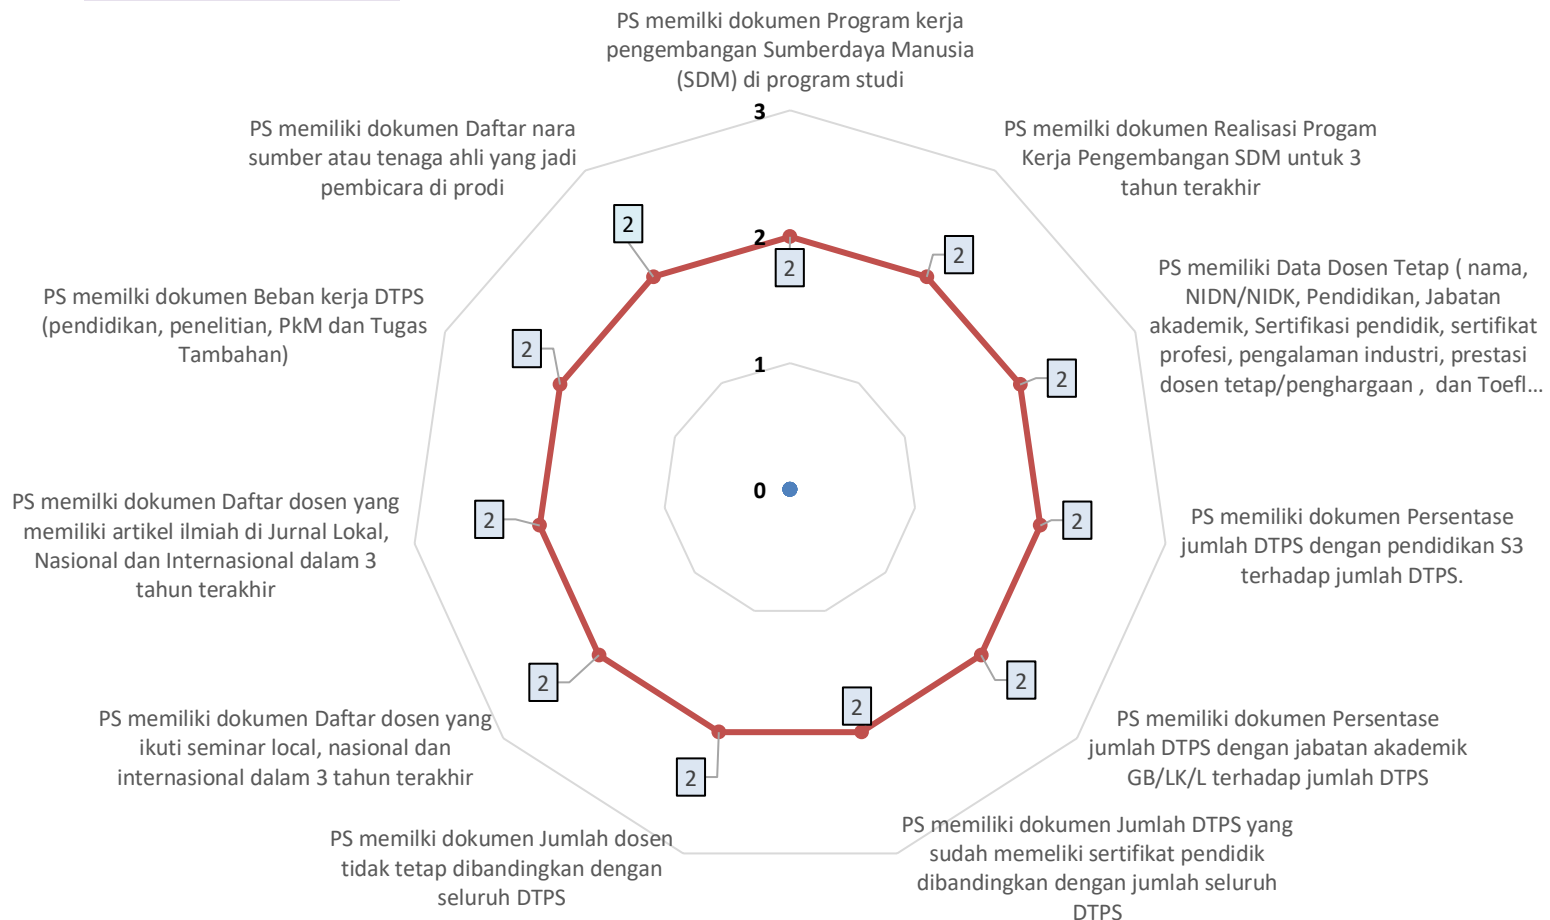 PS memilki dokumen Program kerja
pengembangan Sumberdaya Manusia
(SDM) di program studi
PS memilki dokumen Realisasi Progam
Kerja Pengembangan SDM untuk 3
tahun terakhir
PS memiliki Data Dosen Tetap ( nama,
NIDN/NIDK, Pendidikan, Jabatan
akademik, Sertifikasi pendidik, sertifikat
profesi, pengalaman industri, prestasi
dosen tetap/penghargaan , dan Toefl...
PS memiliki dokumen Persentase
jumlah DTPS dengan pendidikan S3
terhadap jumlah DTPS.
PS memiliki dokumen Persentase
jumlah DTPS dengan jabatan akademik
GB/LK/L terhadap jumlah DTPS
PS memiliki dokumen Jumlah DTPS yang
sudah memeliki sertifikat pendidik
dibandingkan dengan jumlah seluruh
DTPS
PS memilki dokumen Jumlah dosen
tidak tetap dibandingkan dengan
seluruh DTPS
PS memiliki dokumen Daftar dosen yang
ikuti seminar local, nasional dan
internasional dalam 3 tahun terakhir
PS memilki dokumen Daftar dosen yang
memiliki artikel ilmiah di Jurnal Lokal,
Nasional dan Internasional dalam 3
tahun terakhir
PS memilki dokumen Beban kerja DTPS
(pendidikan, penelitian, PkM dan Tugas
Tambahan)
PS memiliki dokumen Daftar nara
sumber atau tenaga ahli yang jadi
pembicara di prodi
3
2
1
0
2
2
2
2
2
2
2
2
2
2
2